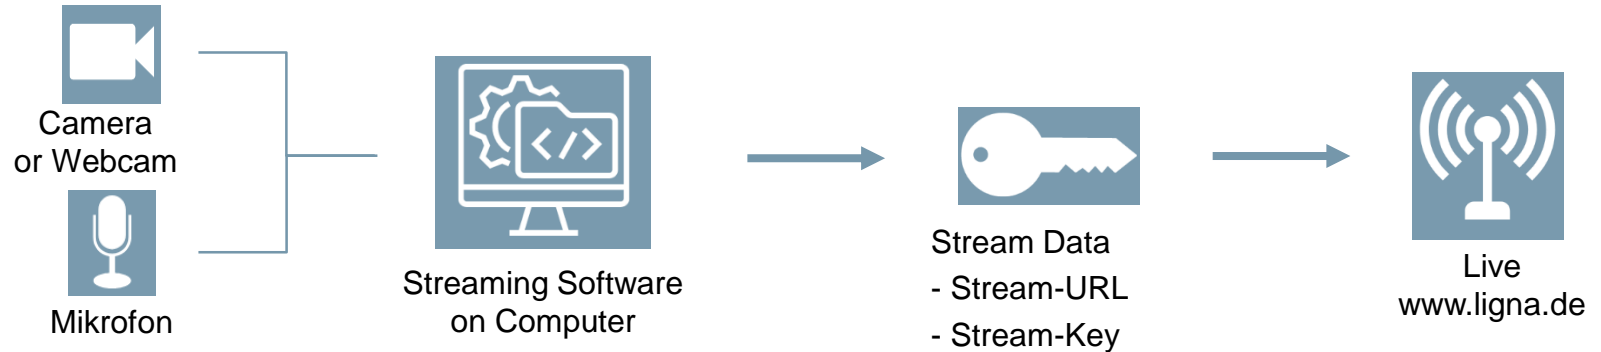 Camera
or Webcam
Mikrofon
</>
Streaming Software
on Computer
Stream Data
- Stream-URL
- Stream-Key
Live
www.ligna.de